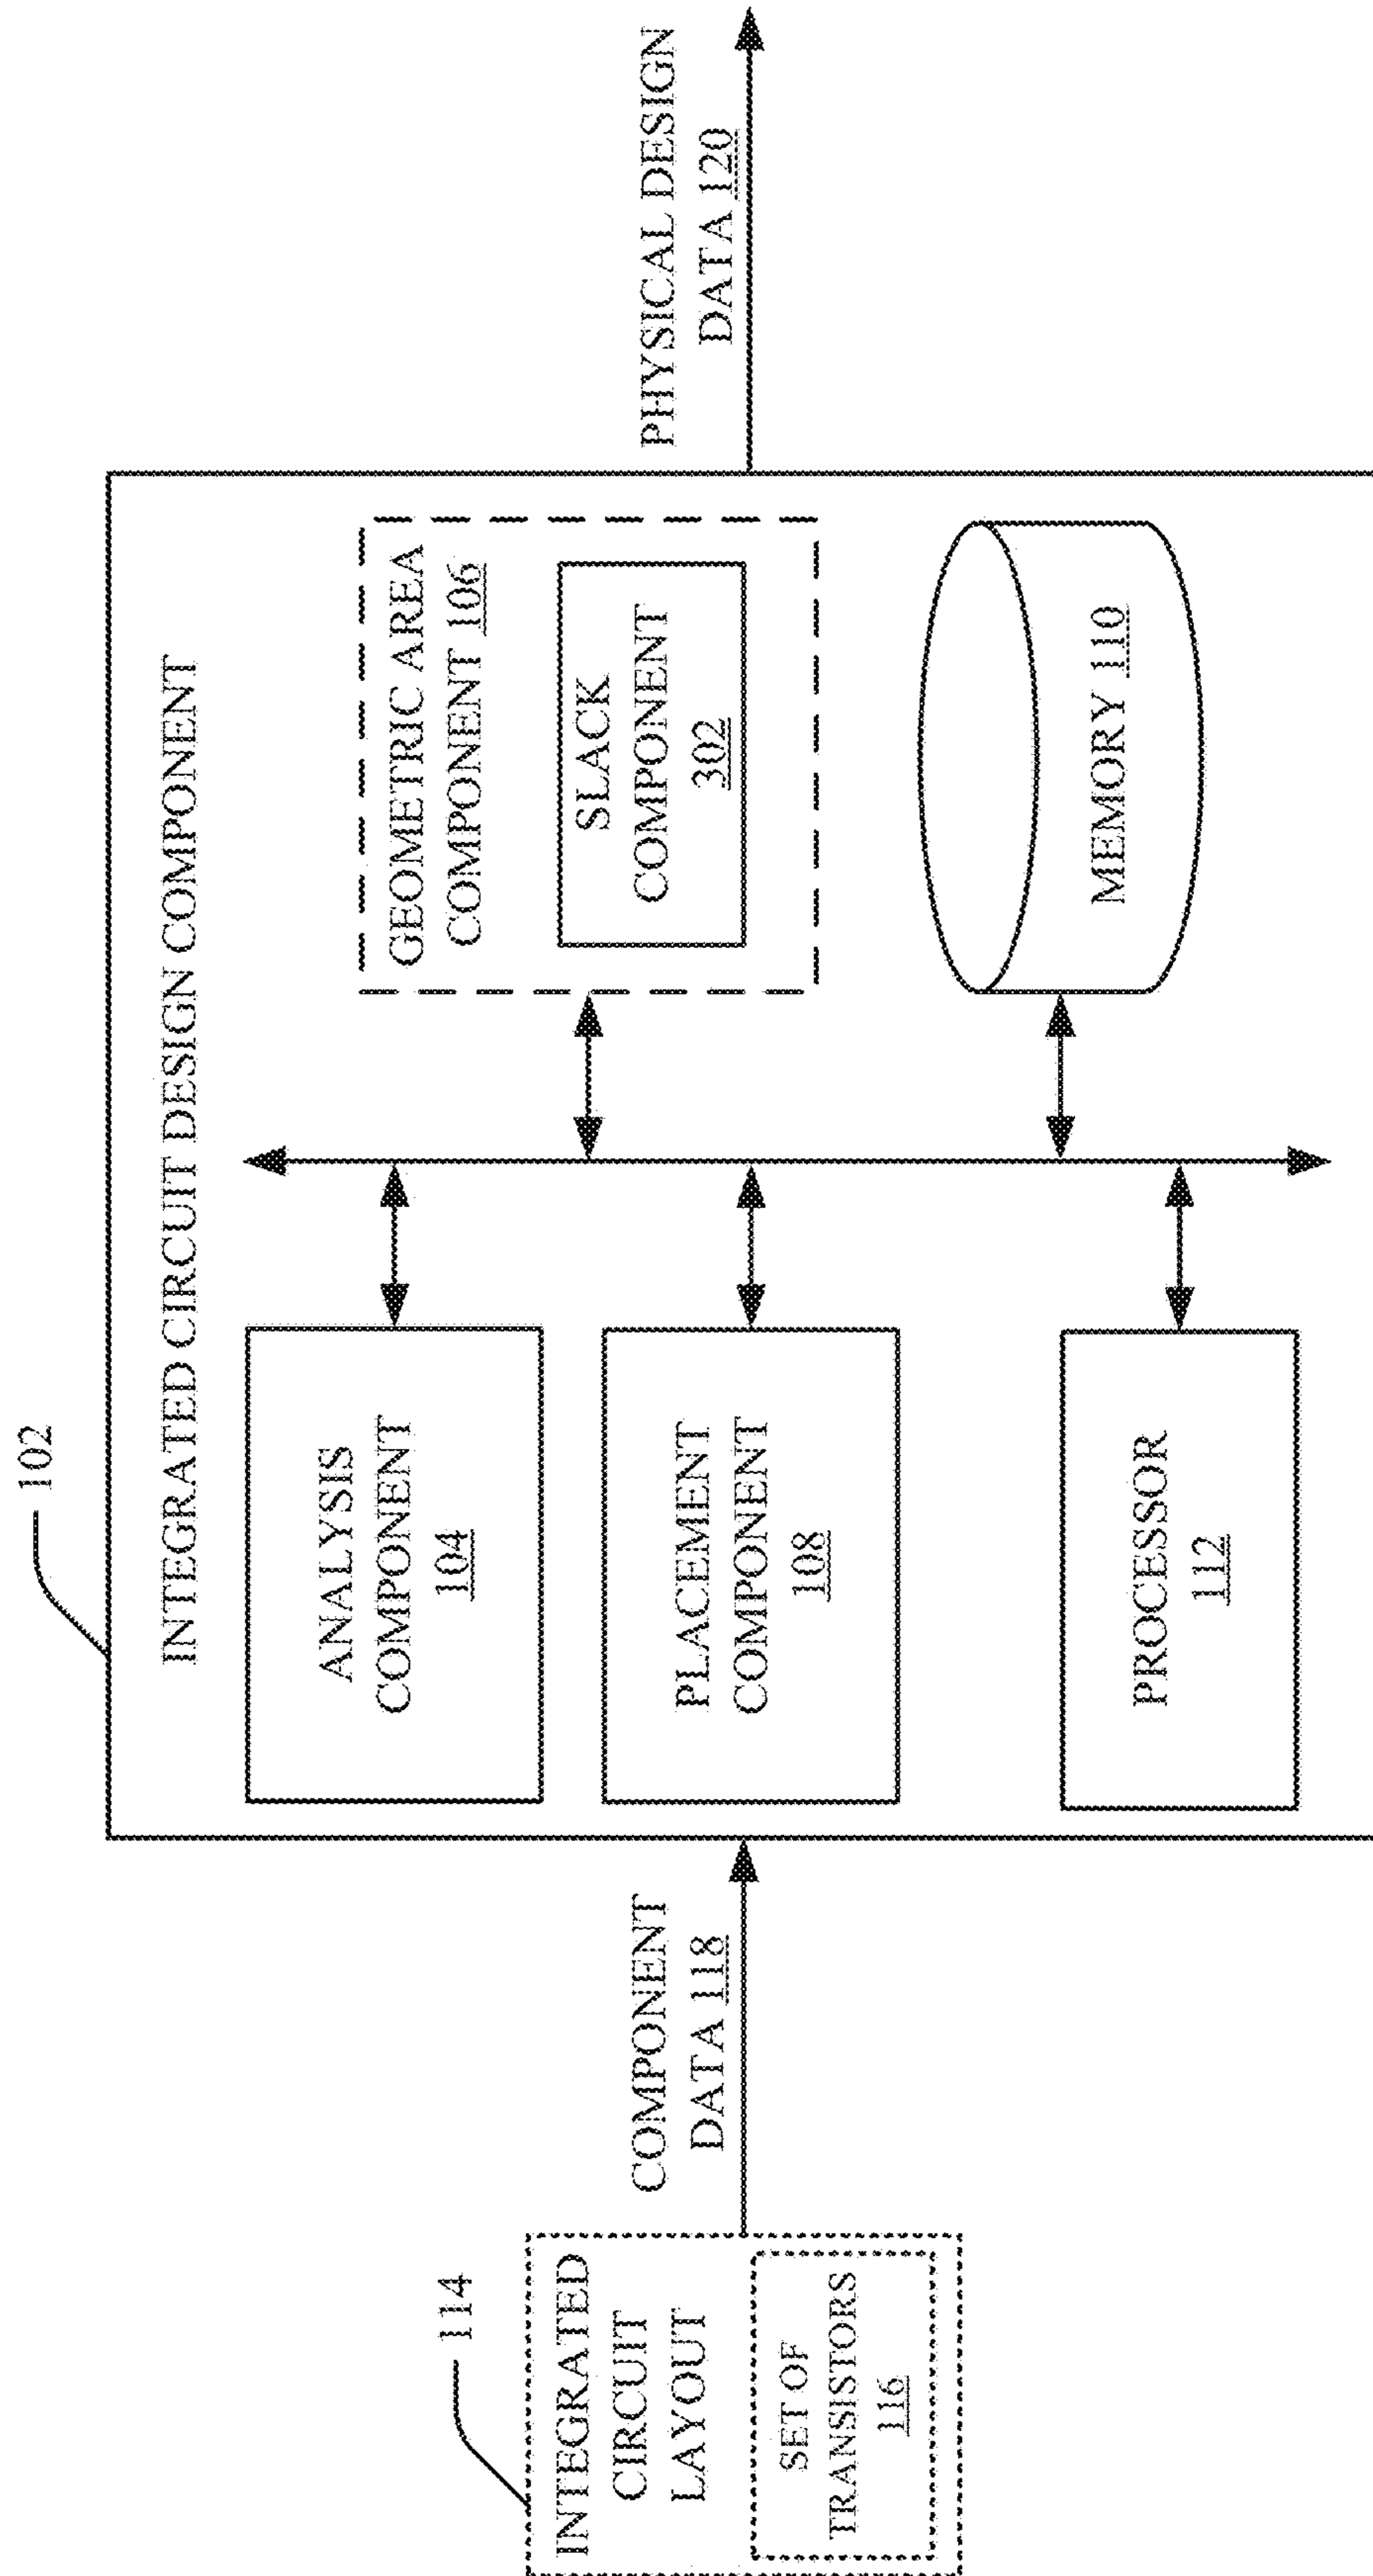 102
INTEGRATED CIRCUIT DESIGN COMPONENT
114
INTEGRATED
CIRCUIT
LAYOUT
SET OF
TRANSISTORS
116
COMPONENT
DATA 118
ANALYSIS
COMPONENT
104
PLACEMENT
COMPONENT
108
PROCESSOR
112
GEOMETRIC AREA
COMPONENT 106
SLACK
COMPONENT
302
MEMORY 110
PHYSICAL DESIGN
DATA 120